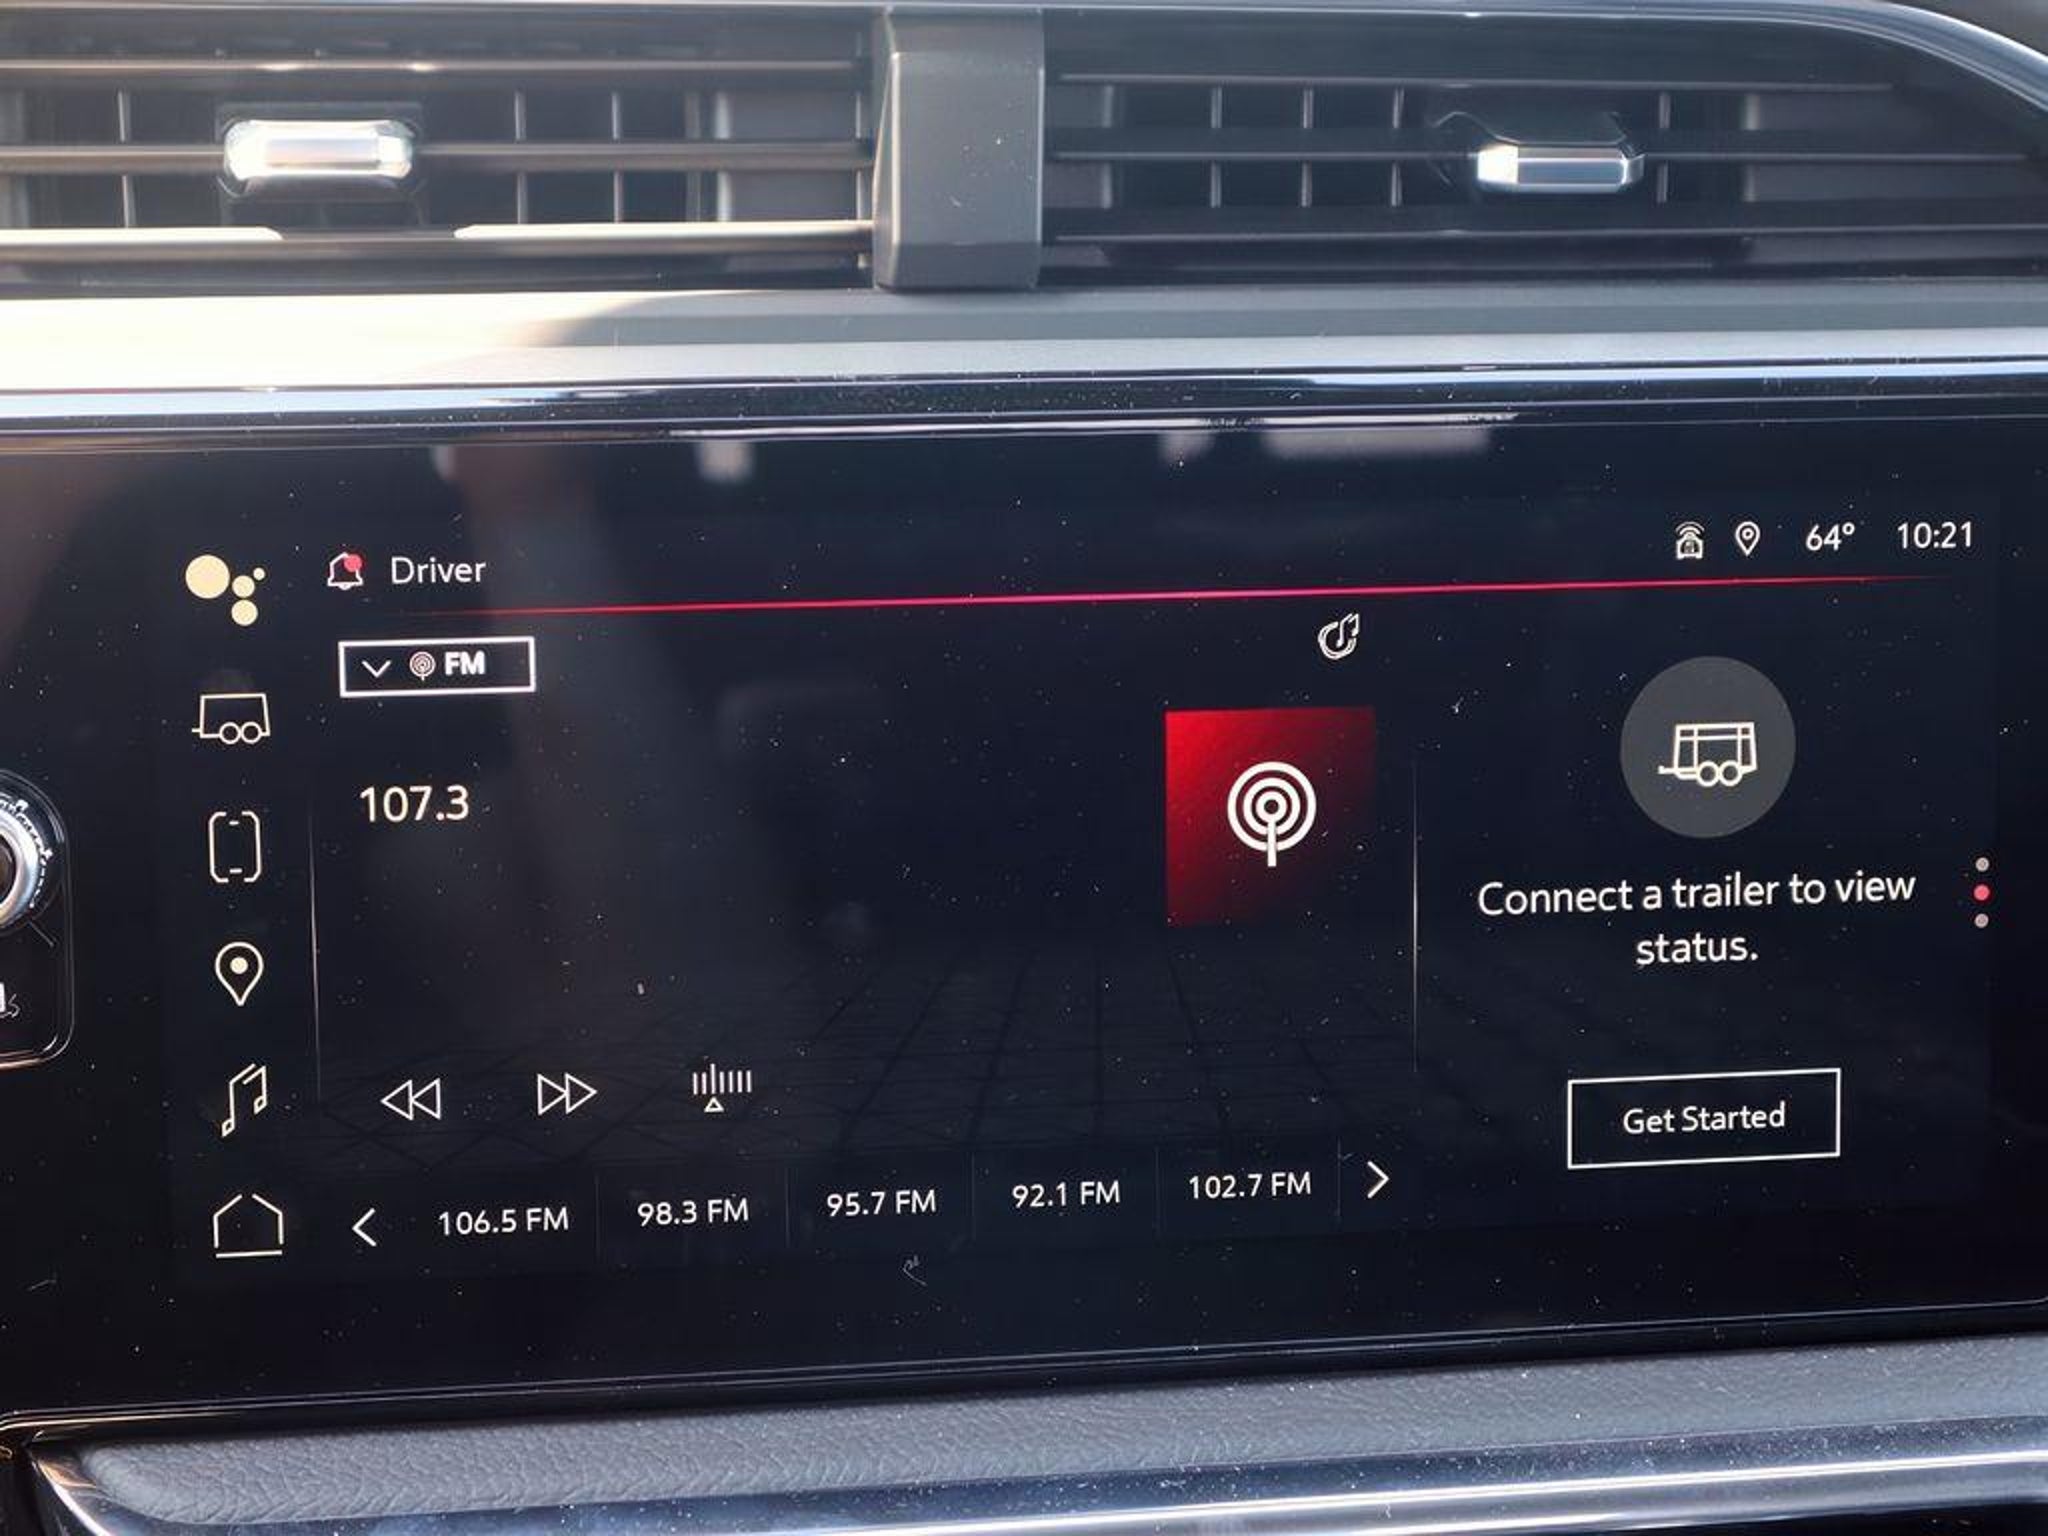 Driver
64° 10:21
FM
107.3
Connect a trailer to view
status.
Get Started
106.5 FM 98.3 FM 95.7 FM 92.1 FM 102.7 FM